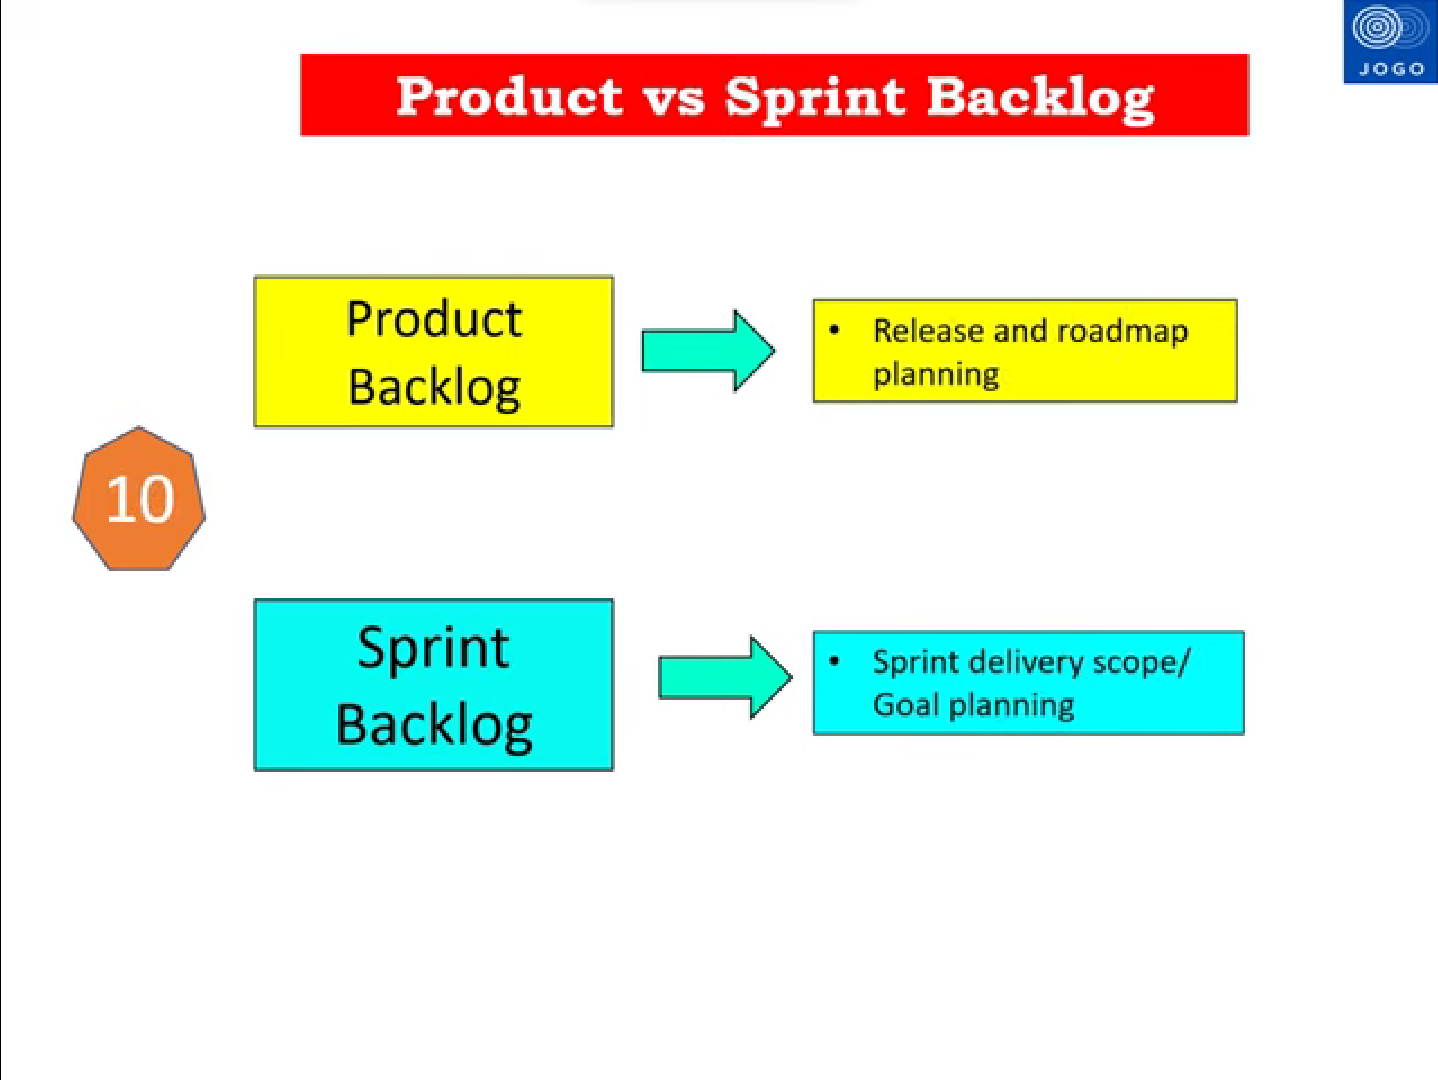 JOGO
Product vs Sprint Backlog
Product
Backlog
• Release and roadmap
planning
10
Sprint
Backlog
• Sprint delivery scope/
Goal planning